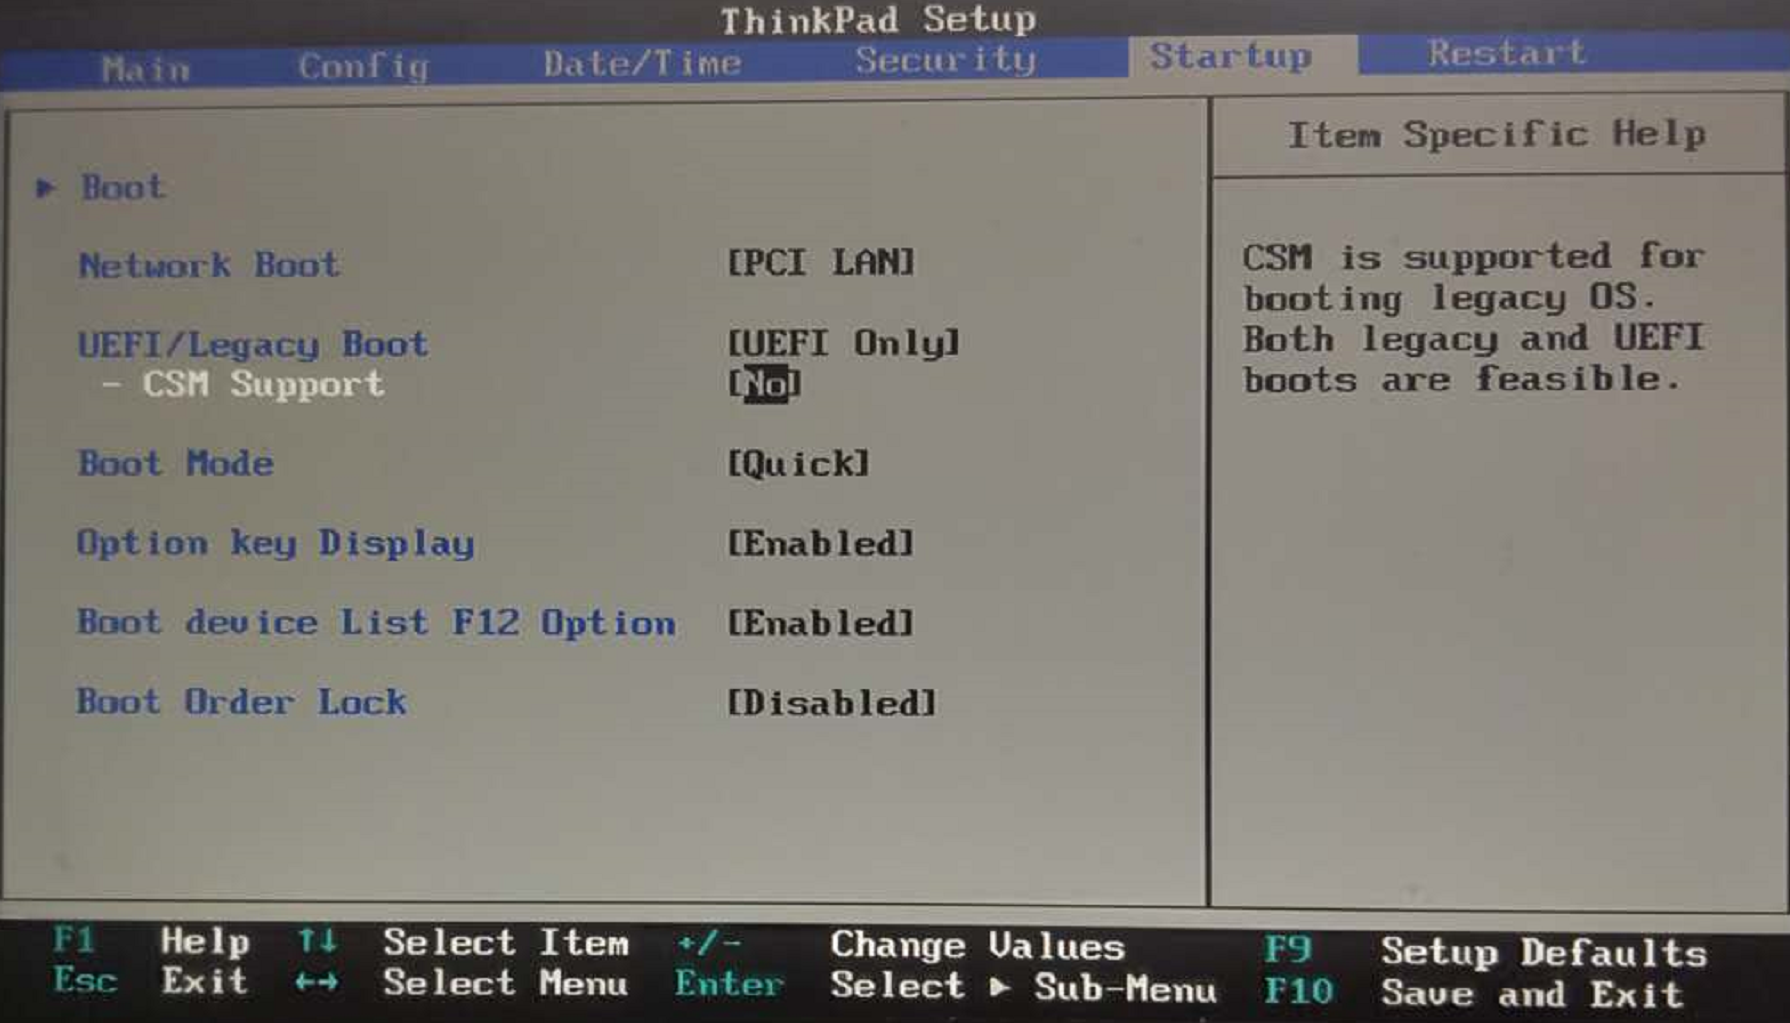 ThinkPad Setup
Main Config Date/Time Security Startup Restart
▶ Boot
Network Boot [PCI LAN]
UEFI/Legacy Boot [UEFI Only]
- CSM Support [No]
Boot Mode [Quick]
Option key Display [Enabled]
Boot device List F12 Option [Enabled]
Boot Order Lock [Disabled]
Item Specific Help
CSM is supported for
booting legacy OS.
Both legacy and UEFI
boots are feasible.
F1 Help ↑↓ Select Item +/- Change Values F9 Setup Defaults
Esc Exit ←→ Select Menu Enter Select ▶ Sub-Menu F10 Save and Exit